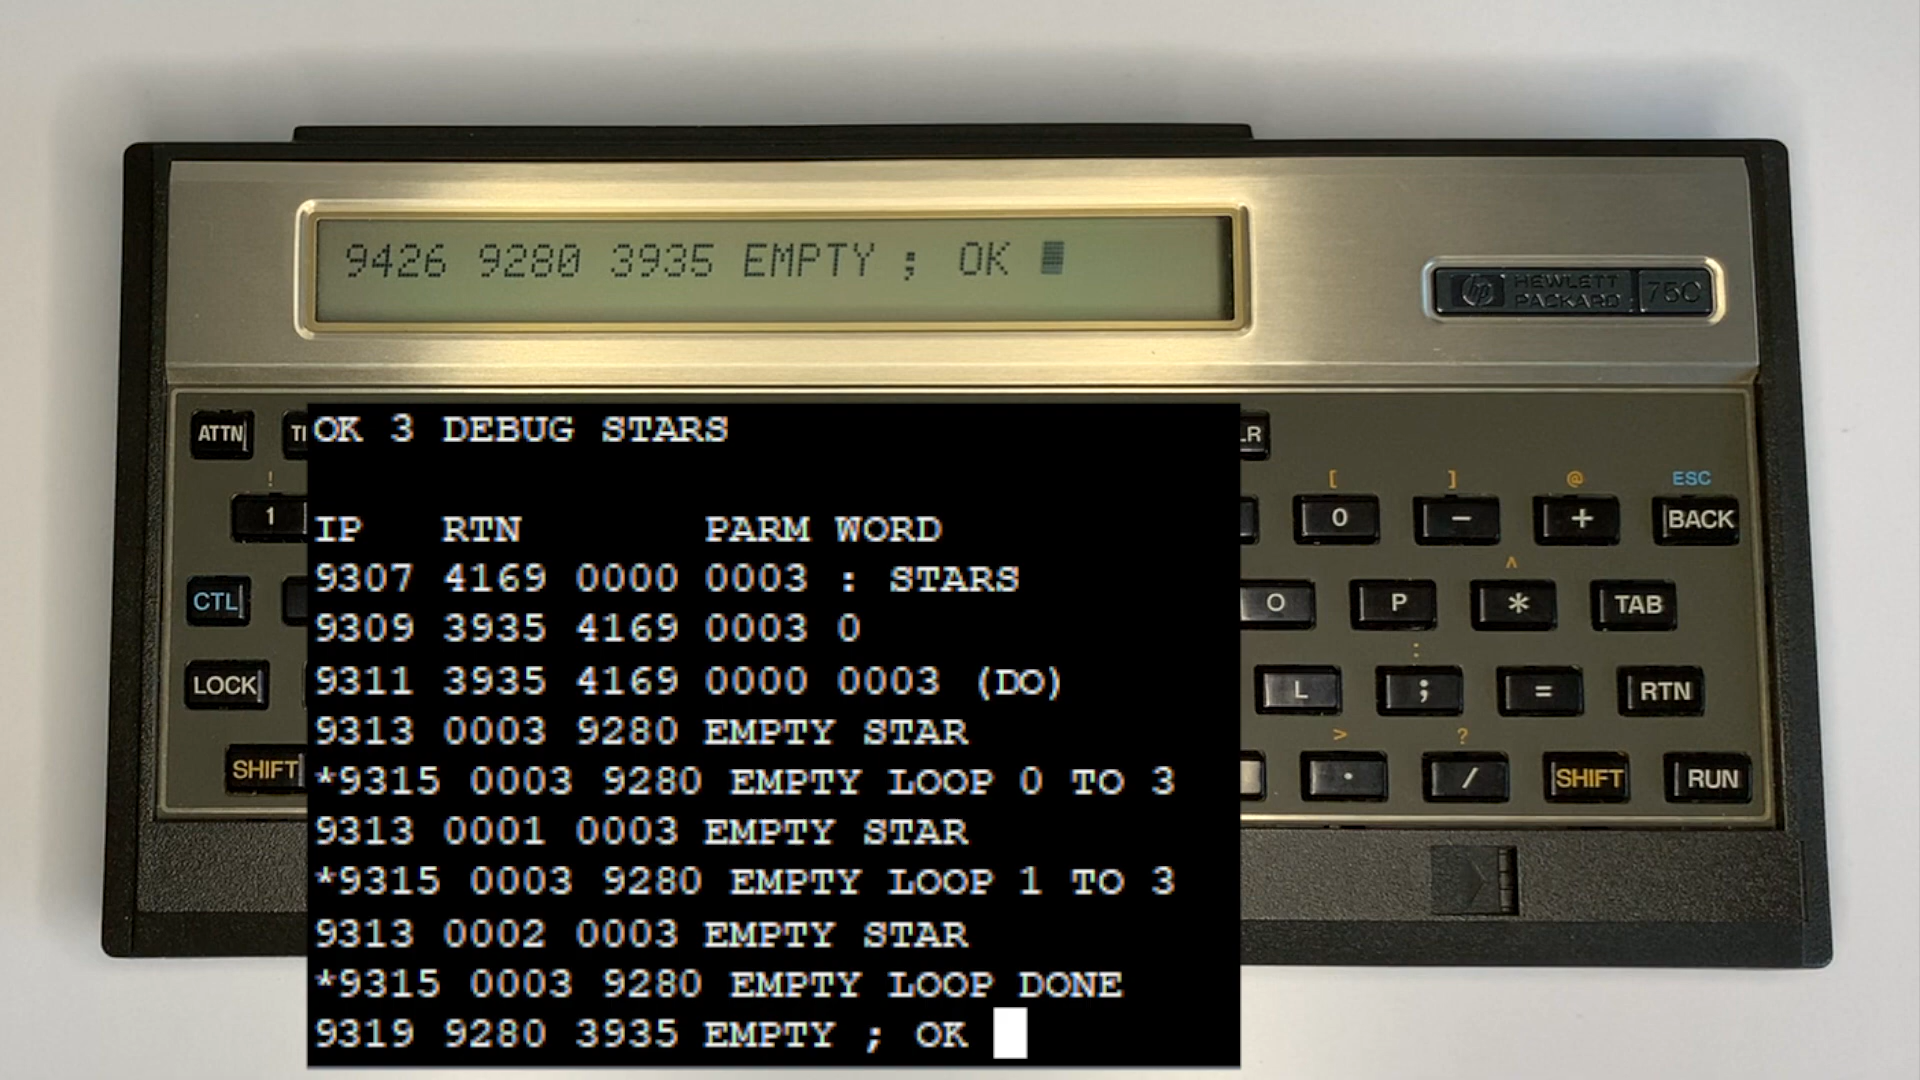 9426 9280 3935 EMPTY ; OK
hp HEWLETT PACKARD 75C
ATTN
OK 3 DEBUG STARS
IP RTN PARM WORD
9307 4169 0000 0003 : STARS
9309 3935 4169 0003 0
9311 3935 4169 0000 0003 (DO)
9313 0003 9280 EMPTY STAR
*9315 0003 9280 EMPTY LOOP 0 TO 3
9313 0001 0003 EMPTY STAR
*9315 0003 9280 EMPTY LOOP 1 TO 3
9313 0002 0003 EMPTY STAR
*9315 0003 9280 EMPTY LOOP DONE
9319 9280 3935 EMPTY ; OK
! [ ] @ ESC
1 0 - + BACK
^
CTL O P * TAB
:
LOCK L ; = RTN
> ?
SHIFT . / SHIFT RUN